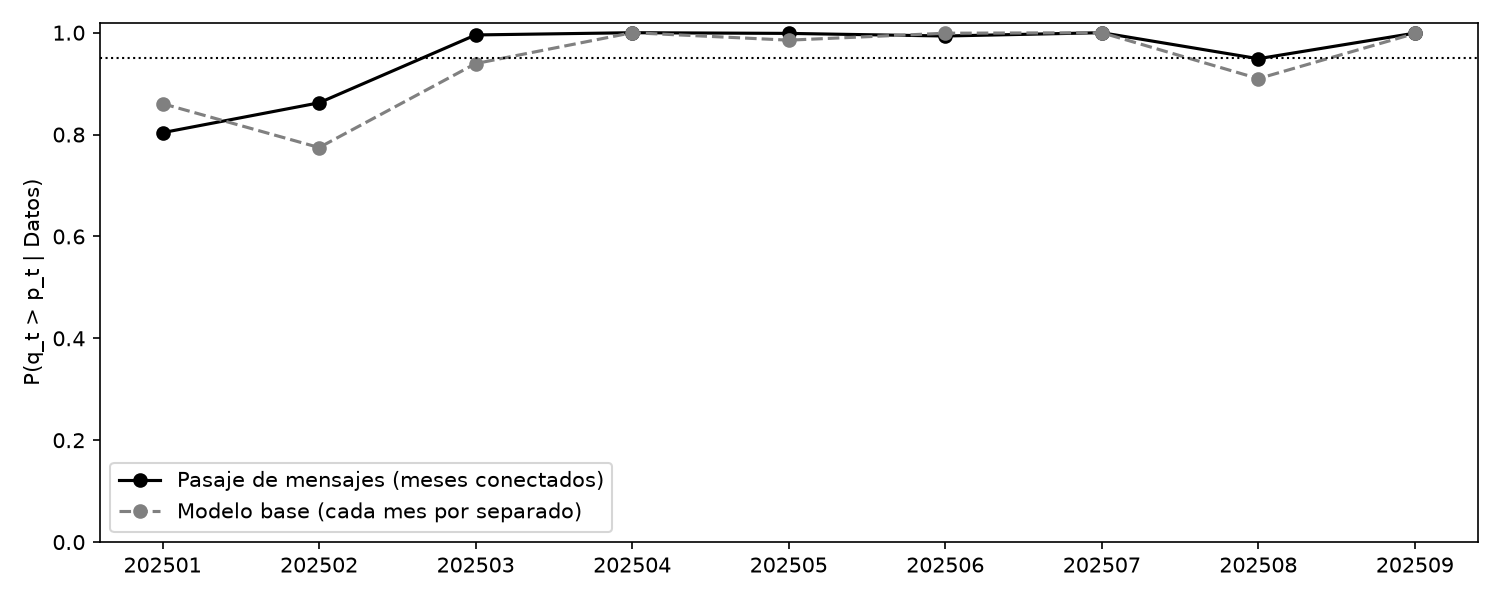 1.0
0.8
0.6
0.4
0.2
0.0
P(q_t > p_t | Datos)
Pasaje de mensajes (meses conectados)
Modelo base (cada mes por separado)
202501 202502 202503 202504 202505 202506 202507 202508 202509